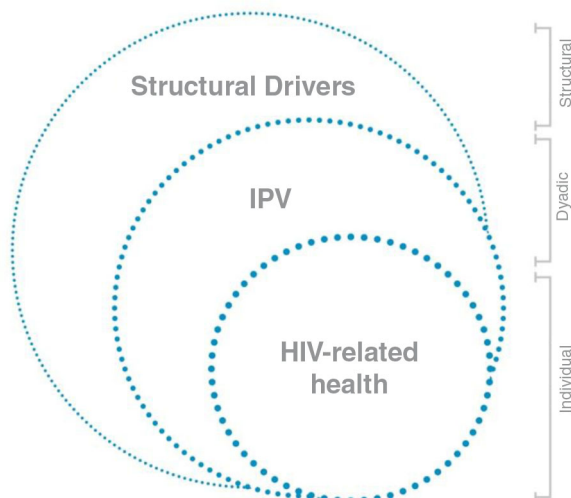 Structural Drivers
IPV
HIV-related
health
Structural
Dyadic
Individual